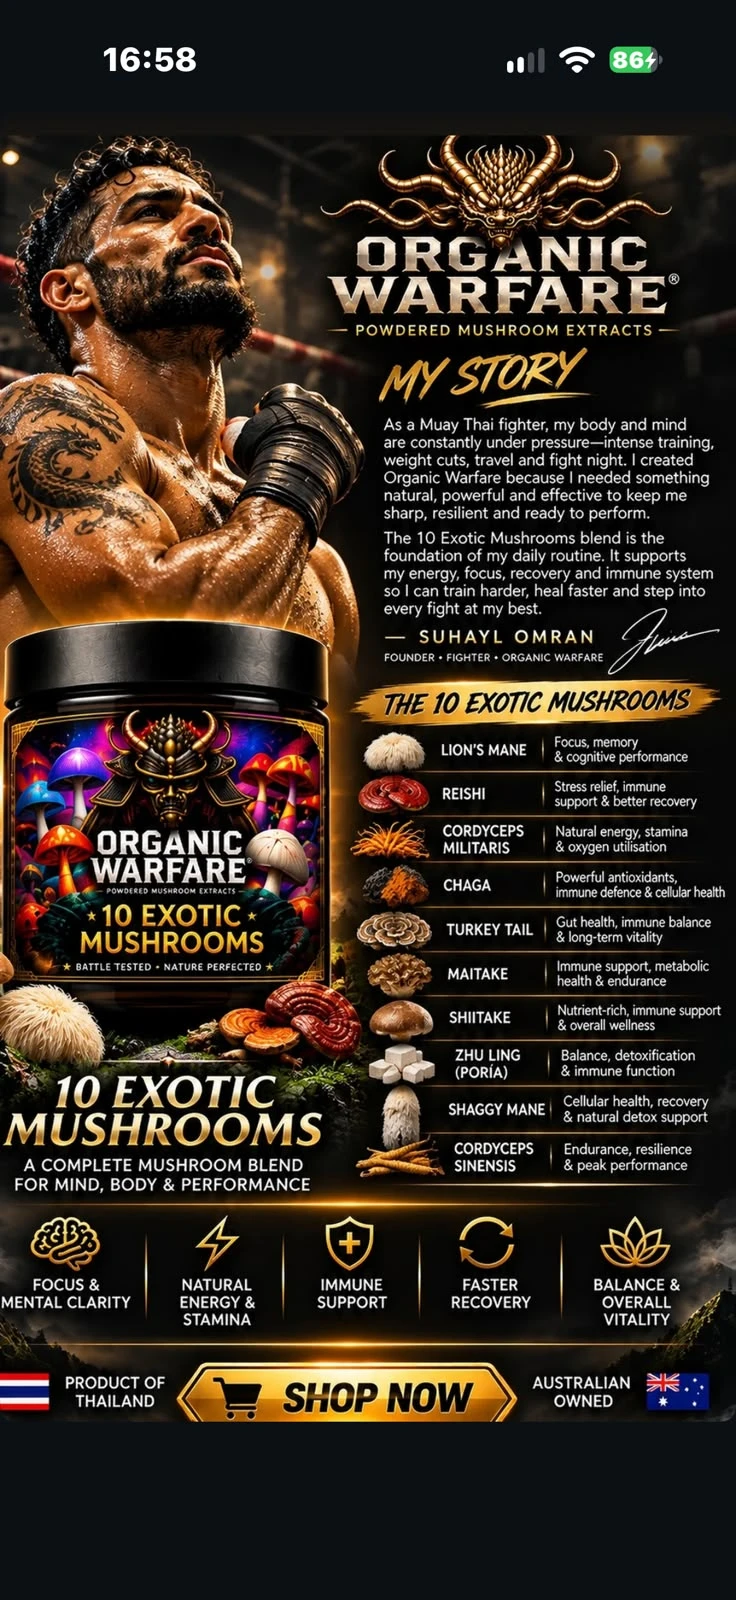 16:58
86
ORGANIC
WARFARE®
POWDERED MUSHROOM EXTRACTS
MY STORY
As a Muay Thai fighter, my body and mind
are constantly under pressure—intense training,
weight cuts, travel and fight night. I created
Organic Warfare because I needed something
natural, powerful and effective to keep me
sharp, resilient and ready to perform.
The 10 Exotic Mushrooms blend is the
foundation of my daily routine. It supports
my energy, focus, recovery and immune system
so I can train harder, heal faster and step into
every fight at my best.
— SUHAYL OMRAN
FOUNDER • FIGHTER • ORGANIC WARFARE
THE 10 EXOTIC MUSHROOMS
LION'S MANE
Focus, memory
& cognitive performance
REISHI
Stress relief, immune
support & better recovery
CORDYCEPS
MILITARIS
Natural energy, stamina
& oxygen utilisation
CHAGA
Powerful antioxidants,
immune defence & cellular health
TURKEY TAIL
Gut health, immune balance
& long-term vitality
MAITAKE
Immune support, metabolic
health & endurance
SHIITAKE
Nutrient-rich, immune support
& overall wellness
ZHU LING
(PORÍA)
Balance, detoxification
& immune function
SHAGGY MANE
Cellular health, recovery
& natural detox support
CORDYCEPS
SINENSIS
Endurance, resilience
& peak performance
ORGANIC
WARFARE®
POWDERED MUSHROOM EXTRACTS
10 EXOTIC
MUSHROOMS
BATTLE TESTED • NATURE PERFECTED
10 EXOTIC
MUSHROOMS
A COMPLETE MUSHROOM BLEND
FOR MIND, BODY & PERFORMANCE
FOCUS &
MENTAL CLARITY
NATURAL
ENERGY &
STAMINA
IMMUNE
SUPPORT
FASTER
RECOVERY
BALANCE &
OVERALL
VITALITY
PRODUCT OF
THAILAND
SHOP NOW
AUSTRALIAN
OWNED